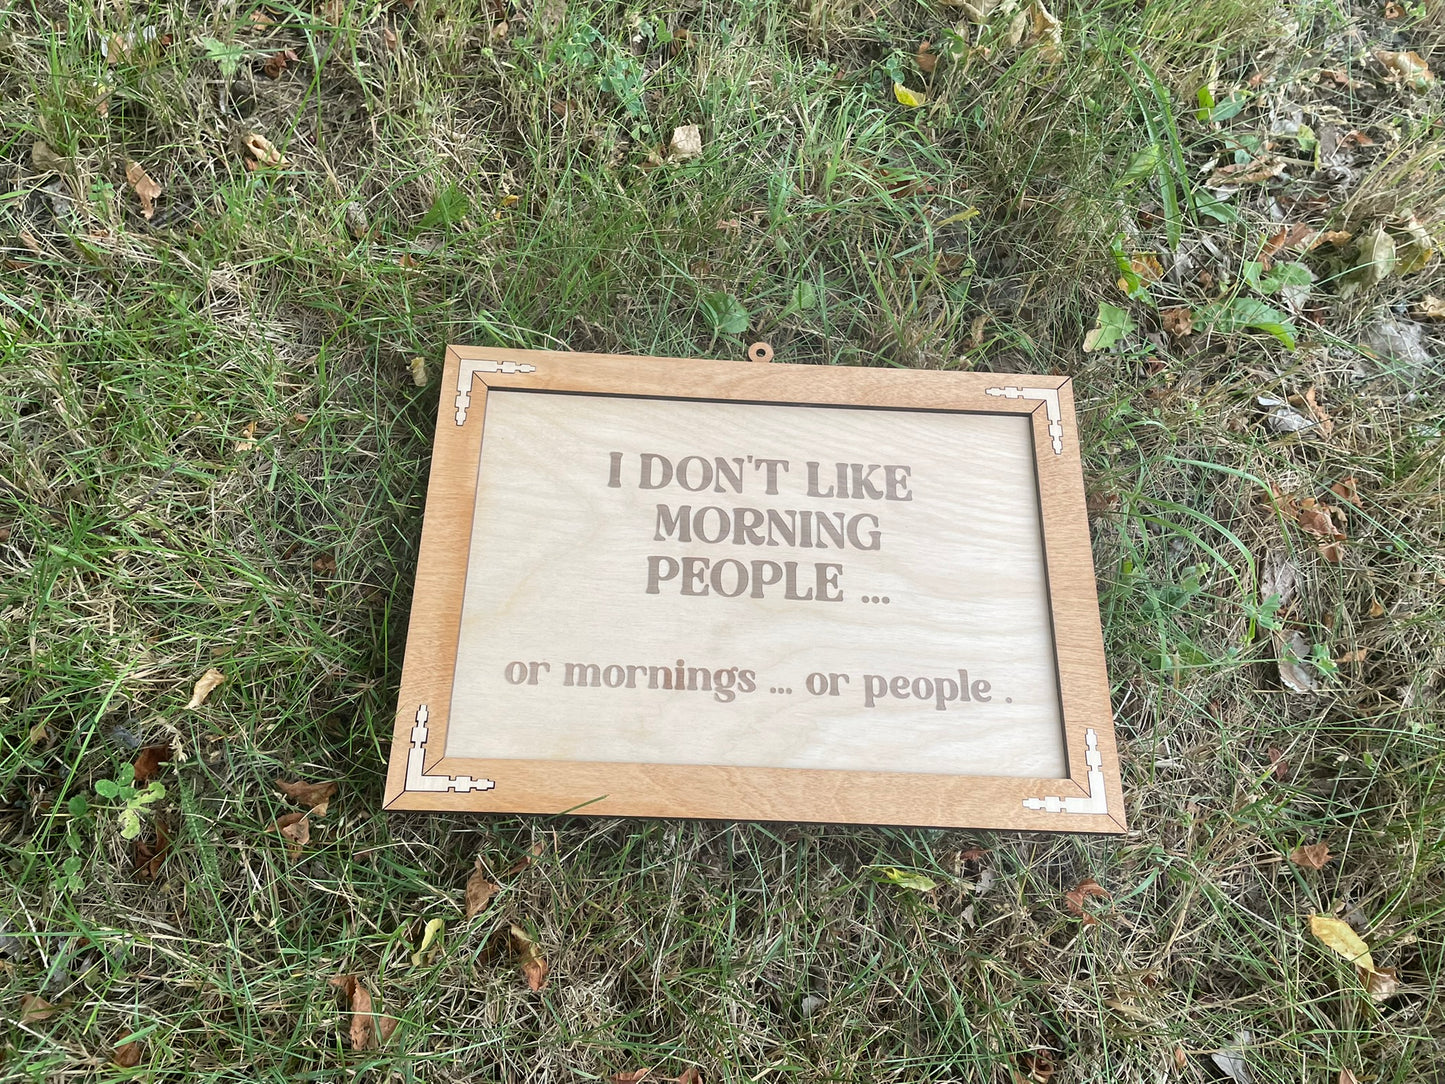 I DON'T LIKE
MORNING
PEOPLE ...
or mornings ... or people .